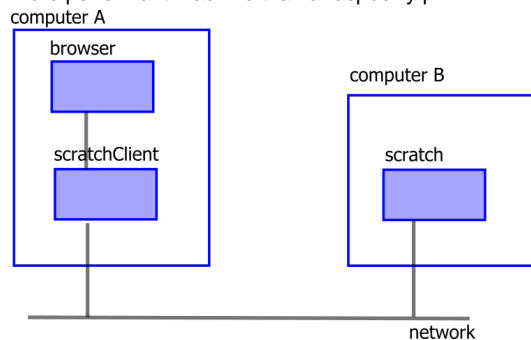 computer A
browser
computer B
scratchClient
scratch
network